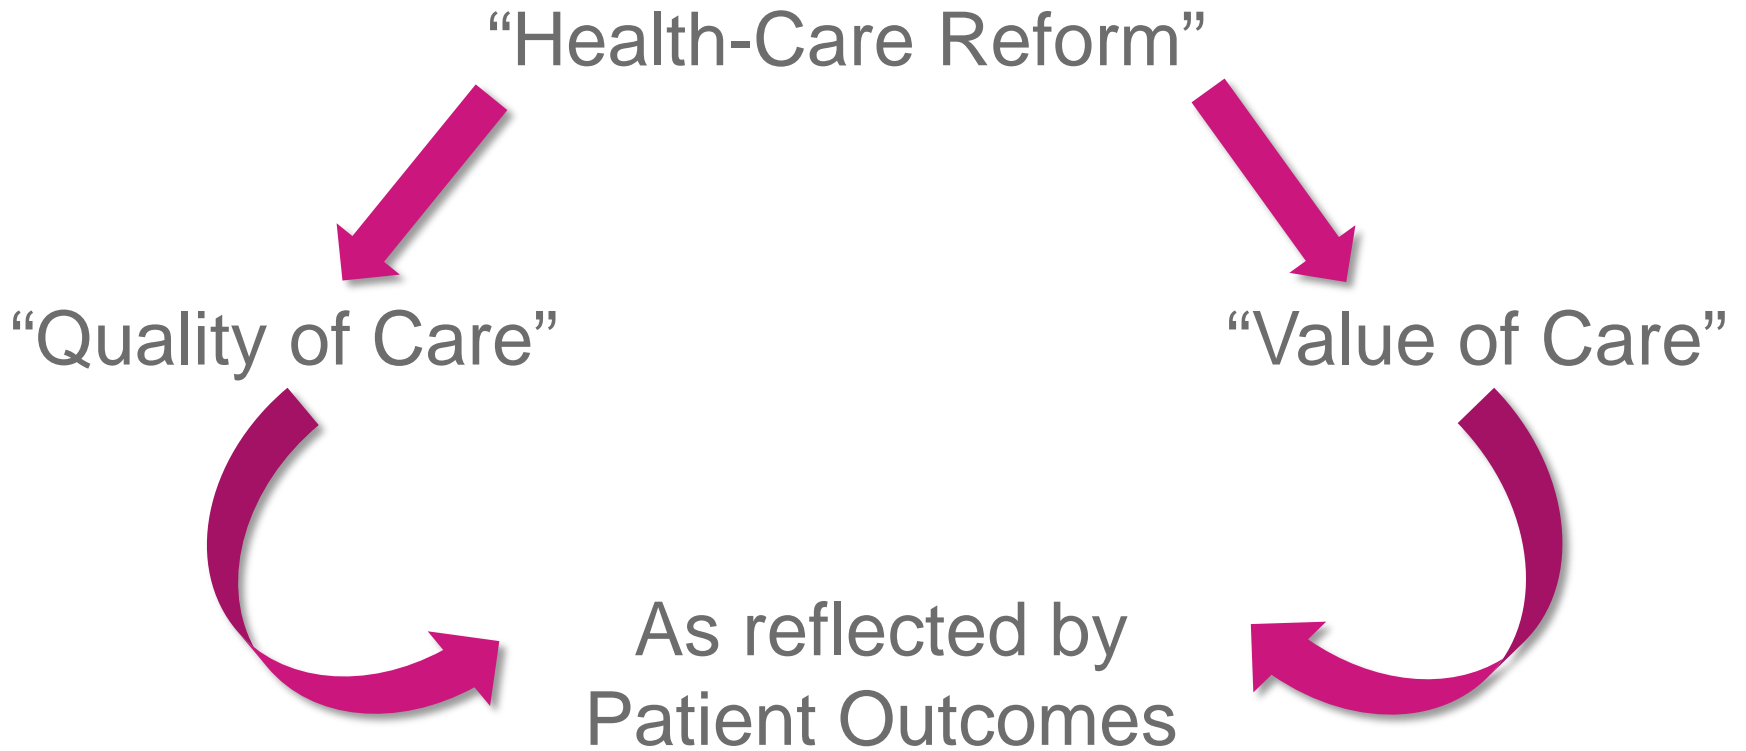 “Health-Care Reform”
“Quality of Care”
“Value of Care”
As reflected by
Patient Outcomes